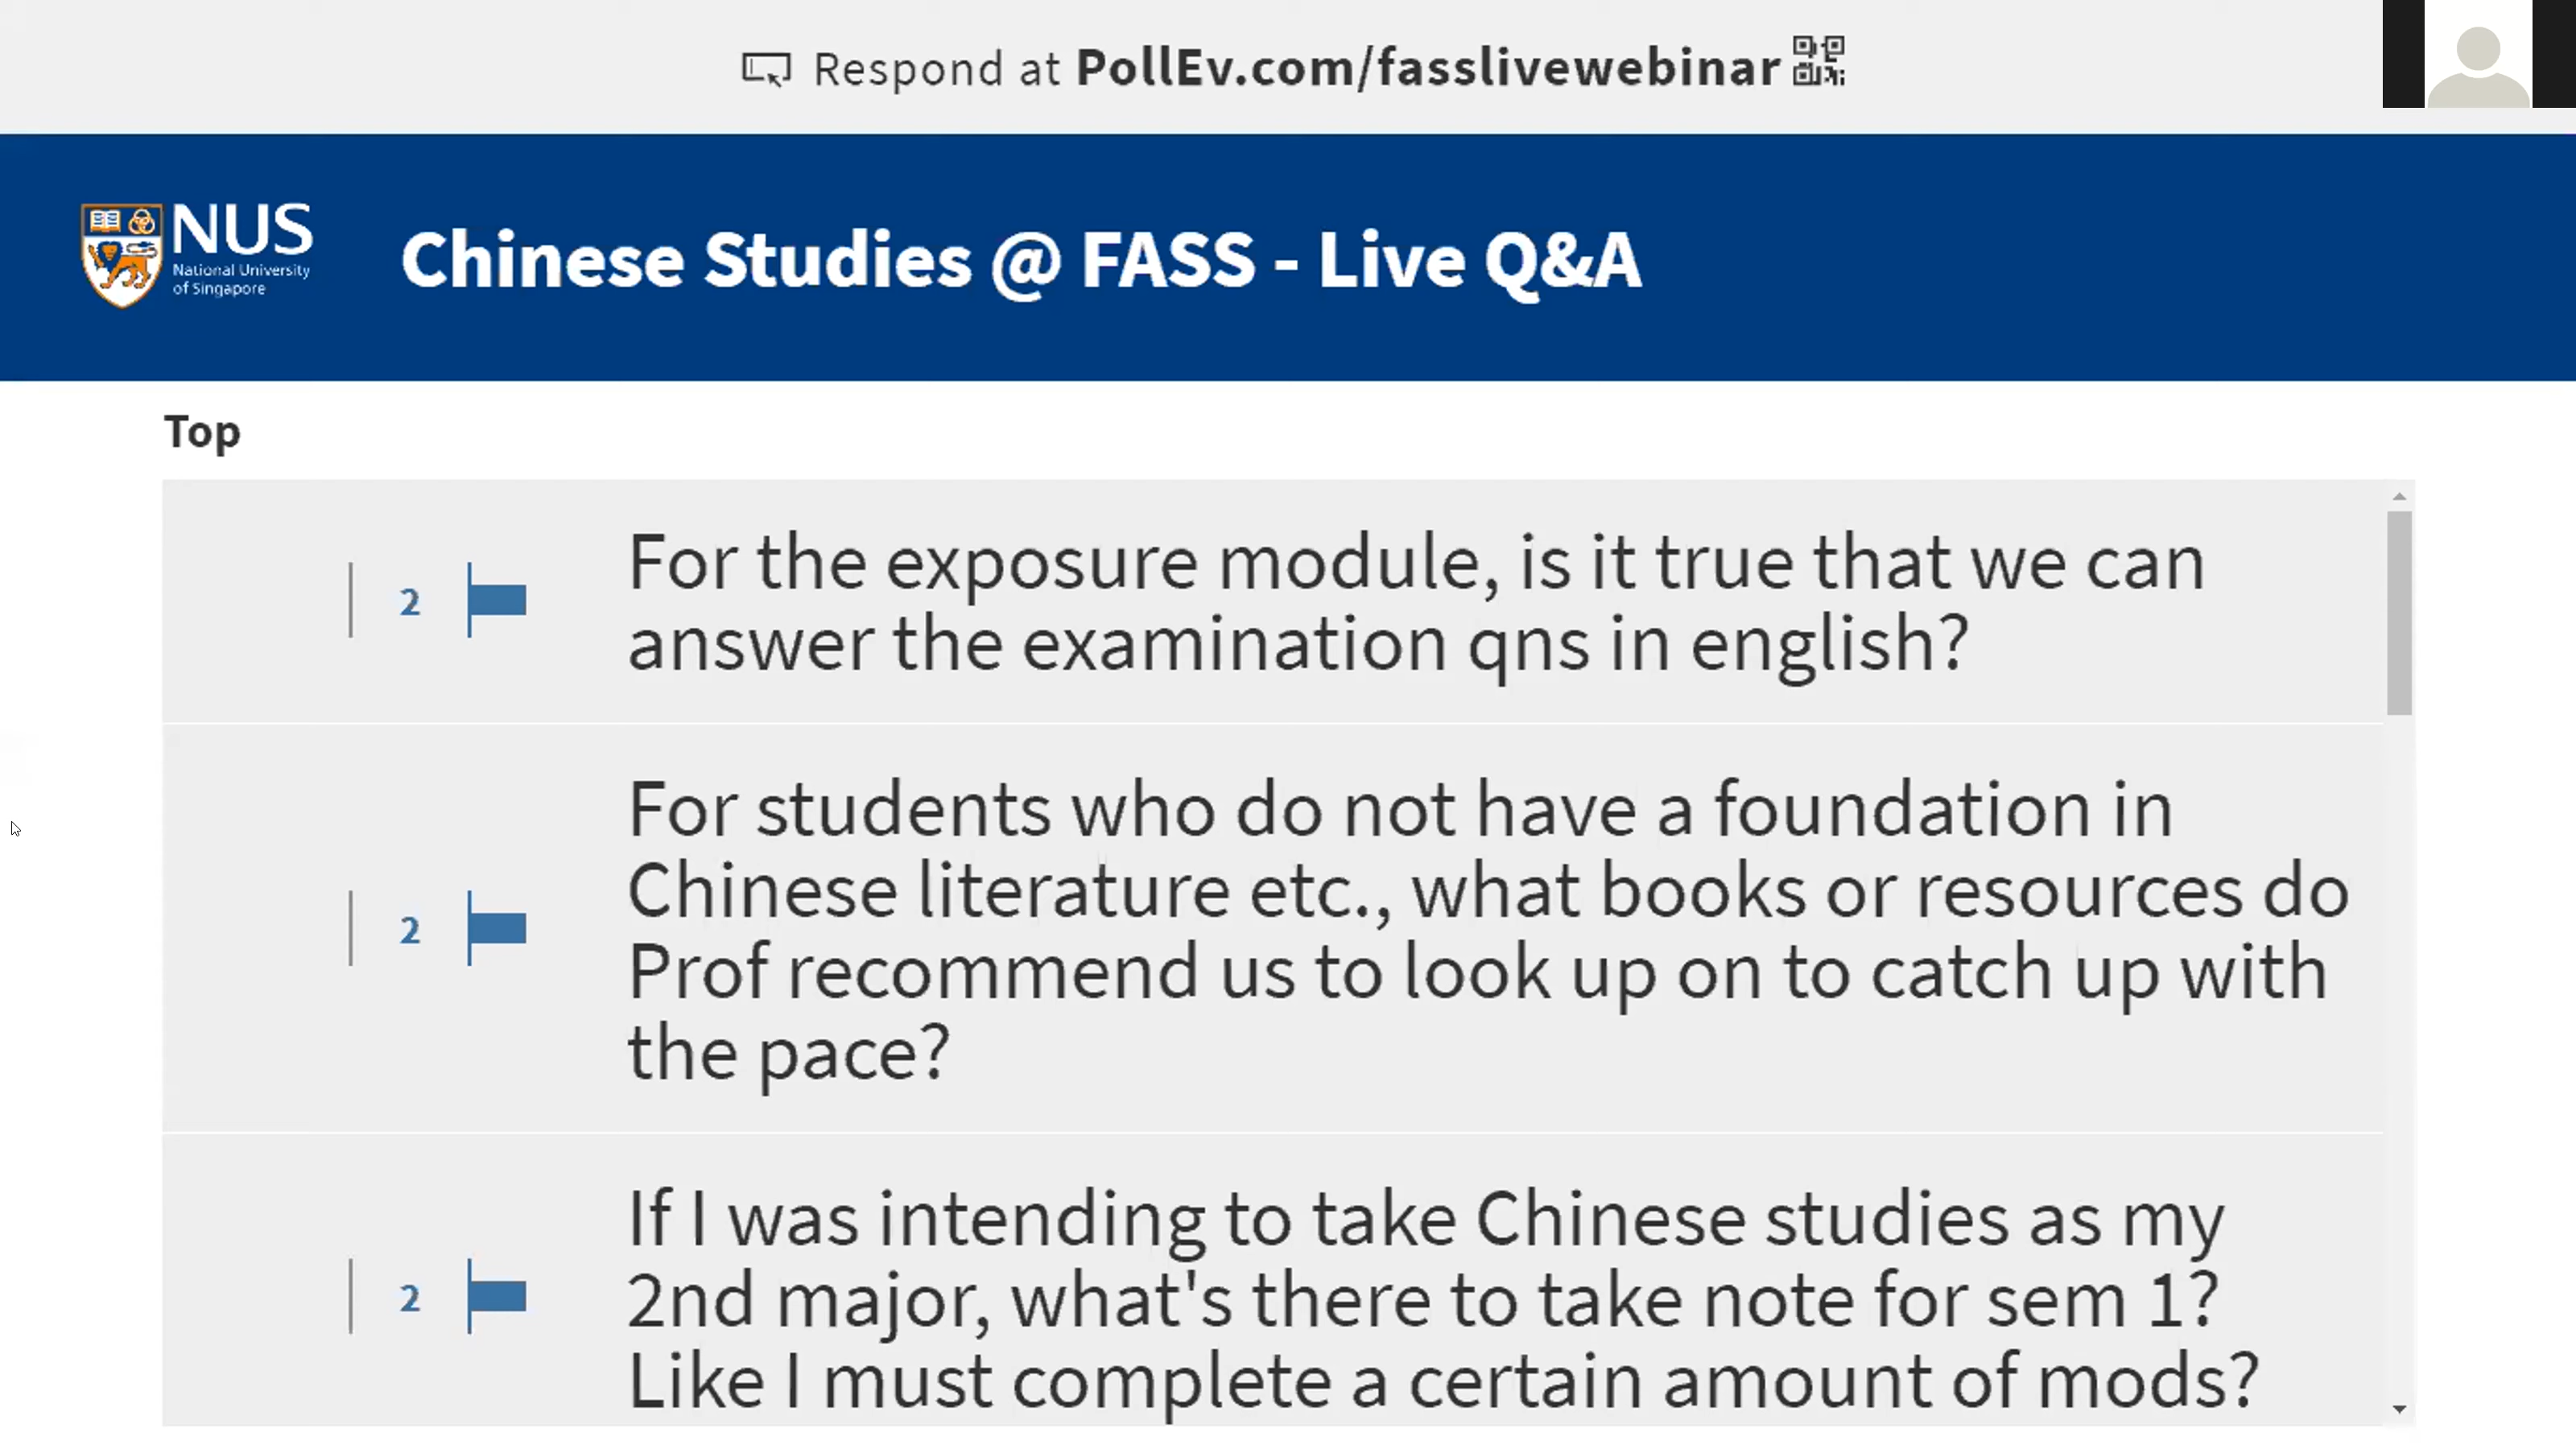 Respond at PollEv.com/fasslivewebinar
NUS
National University
of Singapore
Chinese Studies @ FASS - Live Q&A
Top
2
For the exposure module, is it true that we can
answer the examination qns in english?
2
For students who do not have a foundation in
Chinese literature etc., what books or resources do
Prof recommend us to look up on to catch up with
the pace?
2
If I was intending to take Chinese studies as my
2nd major, what's there to take note for sem 1?
Like I must complete a certain amount of mods?